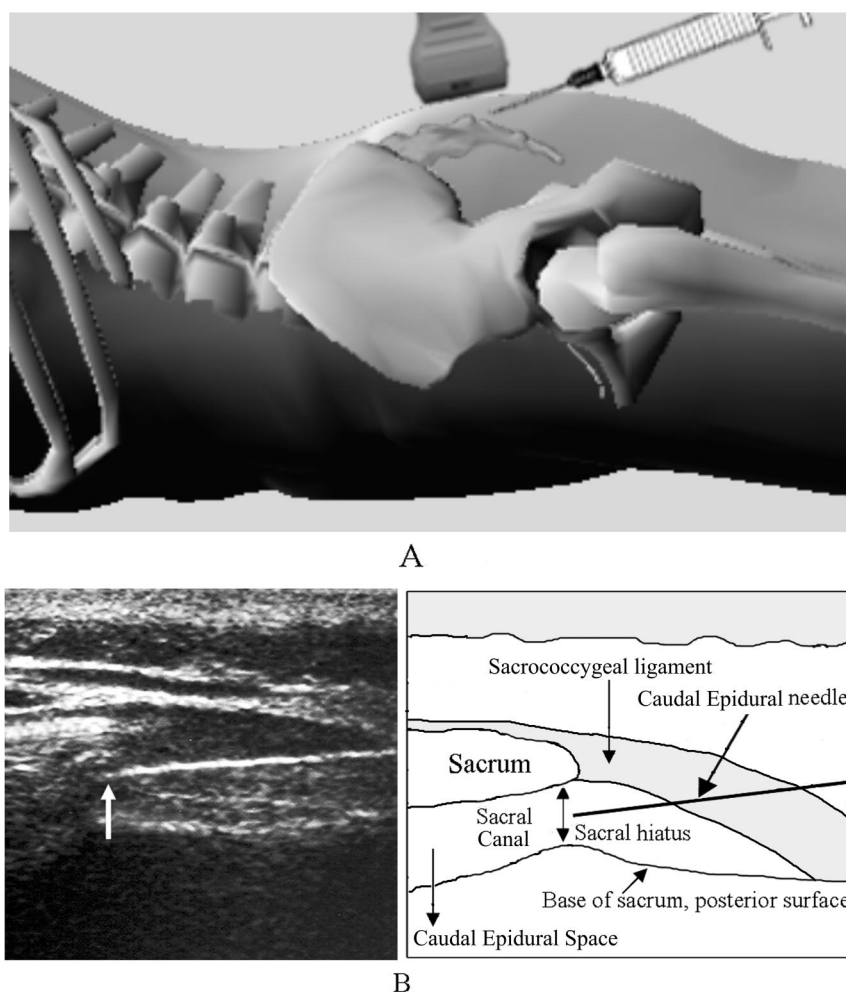 A
Sacrococcygeal ligament
Caudal Epidural needle
Sacrum
Sacral
Canal
Sacral hiatus
Base of sacrum, posterior surface
Caudal Epidural Space
B